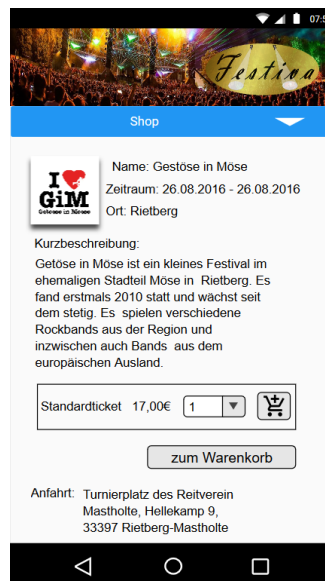 07:5
Festiva
Shop
I
GiM
Getoese in Moese
Name: Gestöse in Möse
Zeitraum: 26.08.2016 - 26.08.2016
Ort: Rietberg
Kurzbeschreibung:
Getöse in Möse ist ein kleines Festival im
ehemaligen Stadteil Möse in Rietberg. Es
fand erstmals 2010 statt und wächst seit
dem stetig. Es spielen verschiedene
Rockbands aus der Region und
inzwischen auch Bands aus dem
europäischen Ausland.
Standardticket 17,00€ 1
zum Warenkorb
Anfahrt: Turnierplatz des Reitverein
Mastholte, Hellekamp 9,
33397 Rietberg-Mastholte